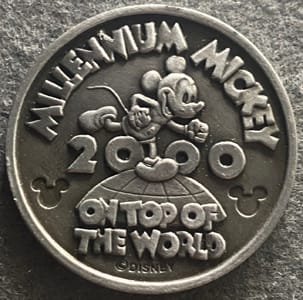 MILLENNIUM MICKEY
2000
ON TOP OF
THE WORLD
© DISNEY